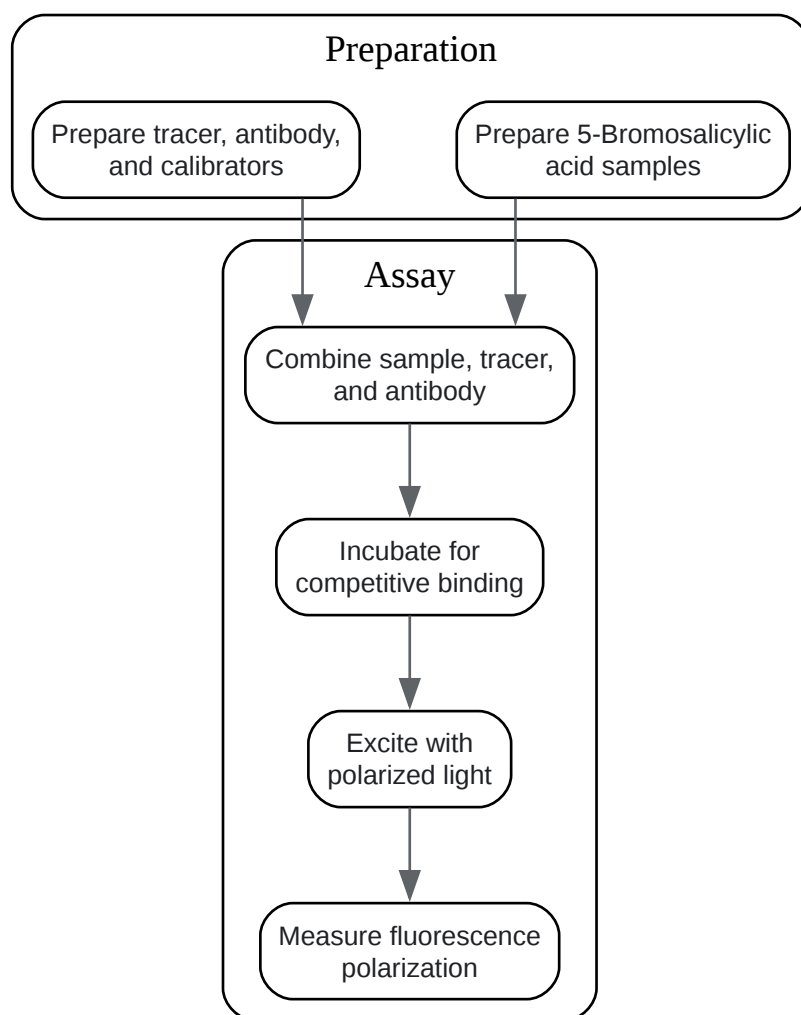 Preparation
Prepare tracer, antibody,
and calibrators
Prepare 5-Bromosalicylic
acid samples
Assay
Combine sample, tracer,
and antibody
Incubate for
competitive binding
Excite with
polarized light
Measure fluorescence
polarization